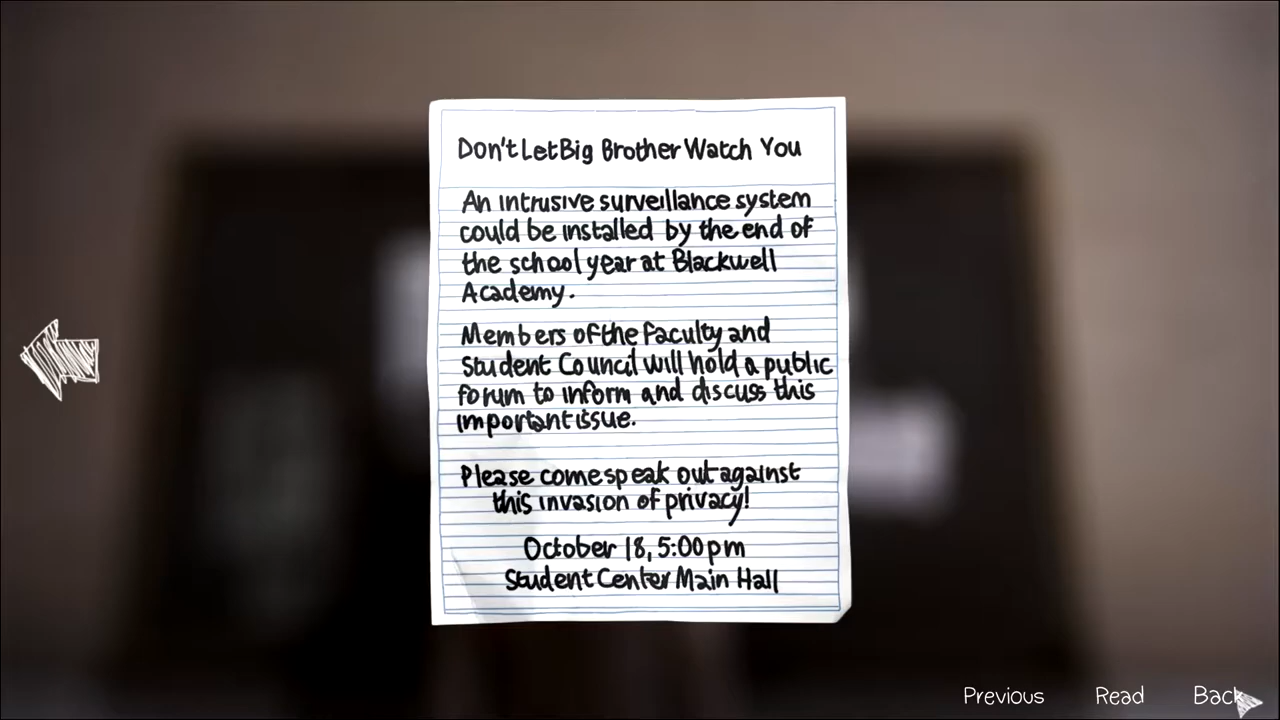 Don't Let Big Brother Watch You
An intrusive surveillance system
could be installed by the end of
the school year at Blackwell
Academy.
Members of the Faculty and
Student Council will hold a public
forum to inform and discuss this
important issue.
Please come speak out against
this invasion of privacy!
October 18, 5:00pm
Student Center Main Hall
Previous Read Back